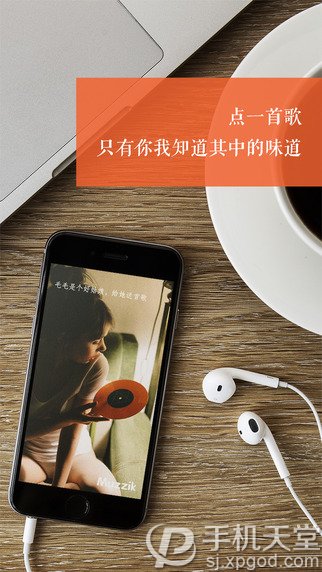 点一首歌
只有你我知道其中的味道
毛毛是个好姑娘，给她送首歌
Muzzik
手机天堂
sj.xpgod.com